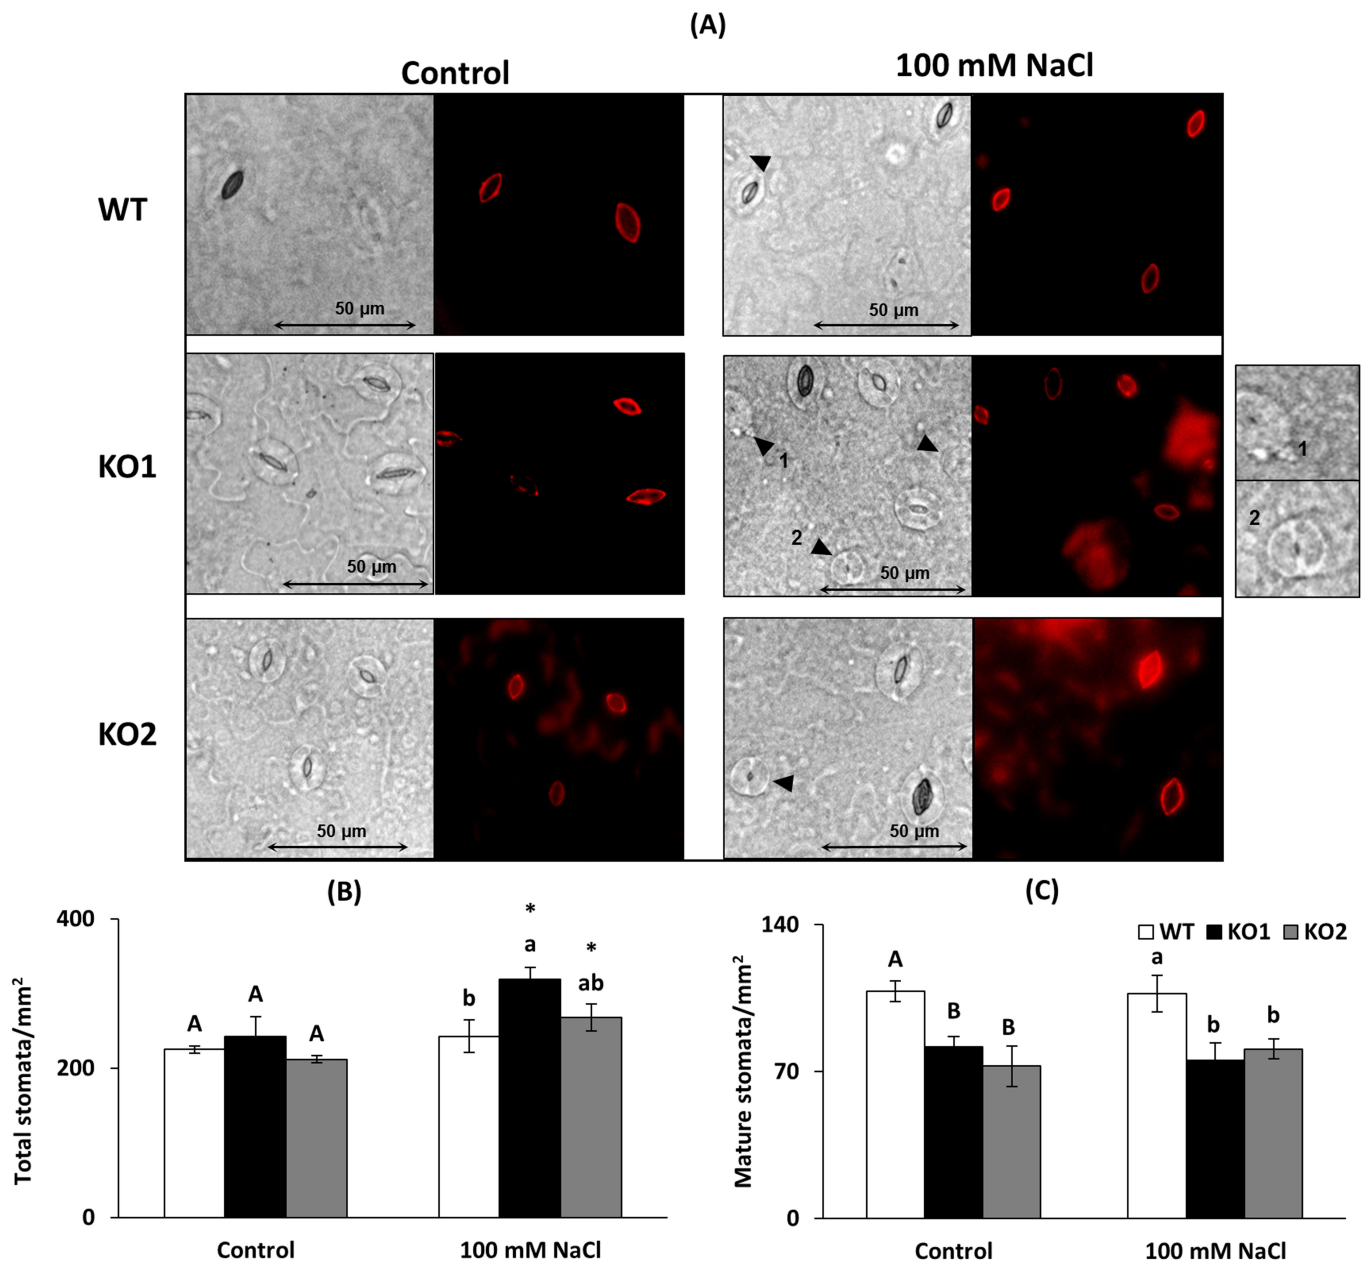 (A)
Control
100 mM NaCl
WT
50 µm
50 µm
KO1
1
2
50 µm
50 µm
1
2
KO2
50 µm
50 µm
(B)
Total stomata/mm²
400
200
0
A
A
A
b
*
a
*
ab
Control
100 mM NaCl
(C)
Mature stomata/mm²
140
70
0
WT
KO1
KO2
A
B
B
a
b
b
Control
100 mM NaCl